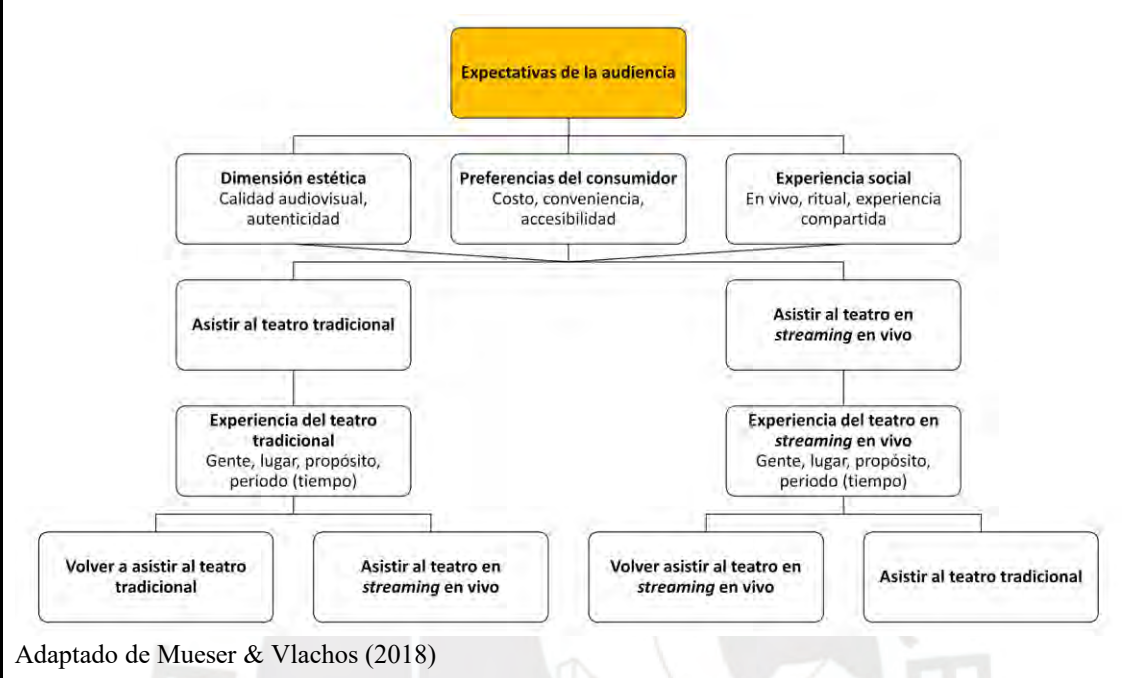 Expectativas de la audiencia
Dimensión estética
Calidad audiovisual,
autenticidad
Preferencias del consumidor
Costo, conveniencia,
accesibilidad
Experiencia social
En vivo, ritual, experiencia
compartida
Asistir al teatro tradicional
Asistir al teatro en
streaming en vivo
Experiencia del teatro
tradicional
Gente, lugar, propósito,
periodo (tiempo)
Experiencia del teatro en
streaming en vivo
Gente, lugar, propósito,
periodo (tiempo)
Volver a asistir al teatro
tradicional
Asistir al teatro en
streaming en vivo
Volver asistir al teatro en
streaming en vivo
Asistir al teatro tradicional
Adaptado de Mueser & Vlachos (2018)